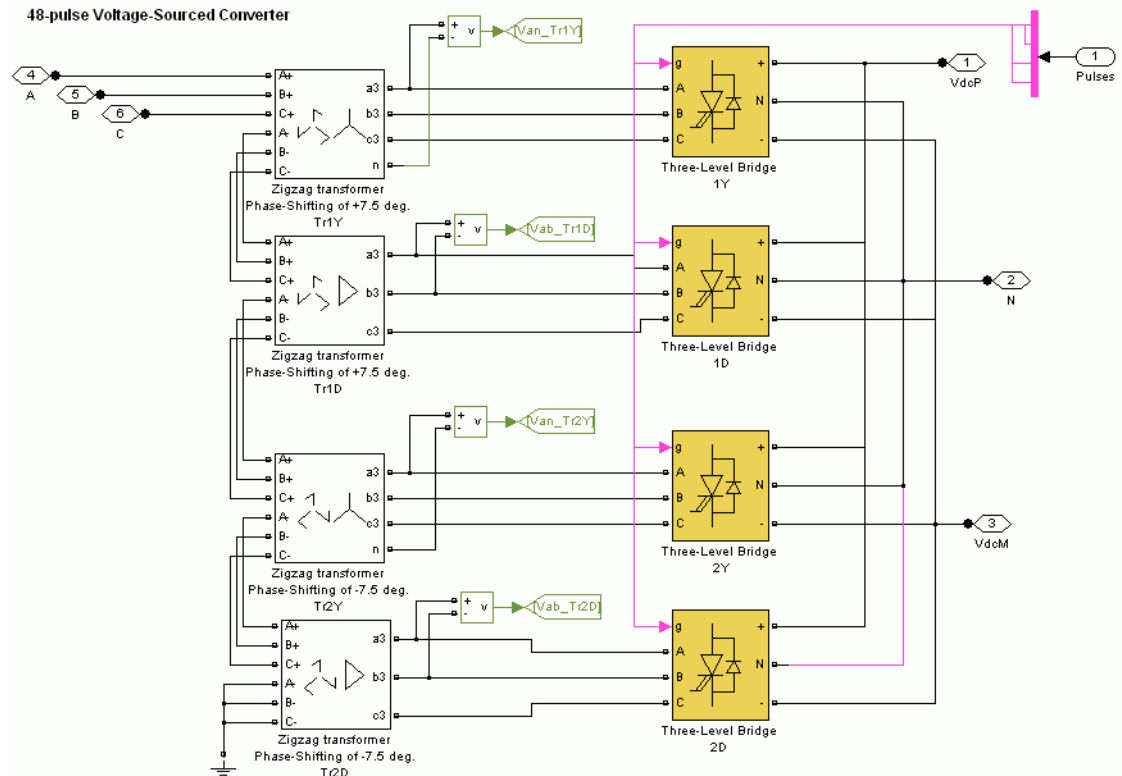 48-pulse Voltage-Sourced Converter
+
-
v
[Van_Tr1Y]
4
A
5
B
6
C
A+
B+
C+
A-
B-
C-
a3
b3
c3
n
Zigzag transformer
Phase-Shifting of +7.5 deg.
Tr1Y
g
A
B
C
+
N
-
Three-Level Bridge
1Y
1
VdcP
1
Pulses
+
-
v
[Vab_Tr1D]
A+
B+
C+
A-
B-
C-
a3
b3
c3
Zigzag transformer
Phase-Shifting of +7.5 deg.
Tr1D
g
A
B
C
+
N
-
Three-Level Bridge
1D
2
N
+
-
v
[Van_Tr2Y]
A+
B+
C+
A-
B-
C-
a3
b3
c3
n
Zigzag transformer
Phase-Shifting of -7.5 deg.
Tr2Y
g
A
B
C
+
N
-
Three-Level Bridge
2Y
3
VdcM
+
-
v
[Vab_Tr2D]
A+
B+
C+
A-
B-
C-
a3
b3
c3
Zigzag transformer
Phase-Shifting of -7.5 deg.
Tr2D
g
A
B
C
+
N
-
Three-Level Bridge
2D